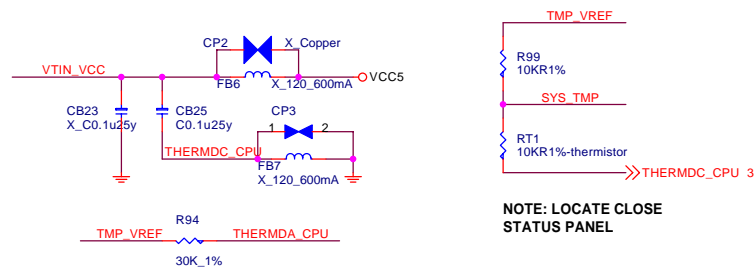 CP2
X_Copper
VTIN_VCC
VCC5
FB6
X_120_600mA
CB23
X_C0.1u25y
CB25
C0.1u25y
CP3
1
2
THERMDC_CPU
FB7
X_120_600mA
R94
TMP_VREF
THERMDA_CPU
30K_1%
TMP_VREF
R99
10KR1%
SYS_TMP
RT1
10KR1%-thermistor
THERMDC_CPU 3
NOTE: LOCATE CLOSE
STATUS PANEL